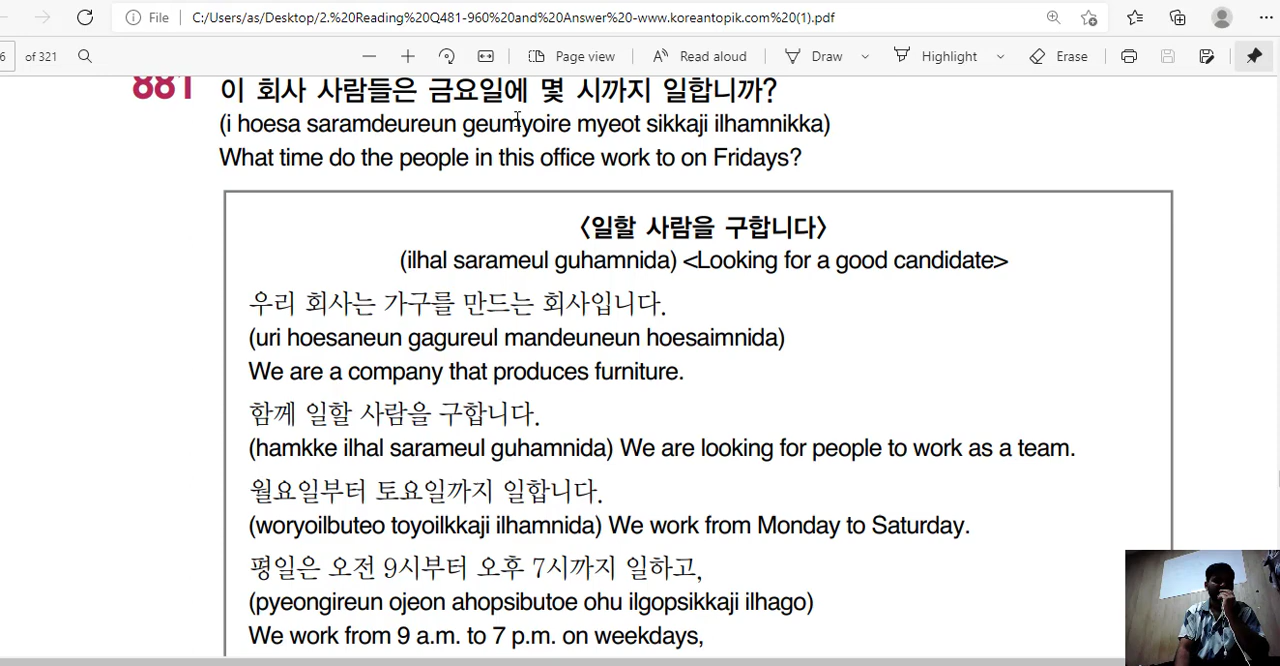 File
C:/Users/as/Desktop/2.%20Reading%20Q481-960%20and%20Answer%20-www.koreantopik.com%20(1).pdf
6 of 321
Page view
Read aloud
Draw
Highlight
Erase
881 이 회사 사람들은 금요일에 몇 시까지 일합니까?
(i hoesa saramdeureun geumyoire myeot sikkaji ilhamnikka)
What time do the people in this office work to on Fridays?
〈일할 사람을 구합니다〉
(ilhal sarameul guhamnida) <Looking for a good candidate>
우리 회사는 가구를 만드는 회사입니다.
(uri hoesaneun gagureul mandeuneun hoesaimnida)
We are a company that produces furniture.
함께 일할 사람을 구합니다.
(hamkke ilhal sarameul guhamnida) We are looking for people to work as a team.
월요일부터 토요일까지 일합니다.
(woryoilbuteo toyoilkkaji ilhamnida) We work from Monday to Saturday.
평일은 오전 9시부터 오후 7시까지 일하고,
(pyeongireun ojeon ahopsibutoe ohu ilgopsikkaji ilhago)
We work from 9 a.m. to 7 p.m. on weekdays,